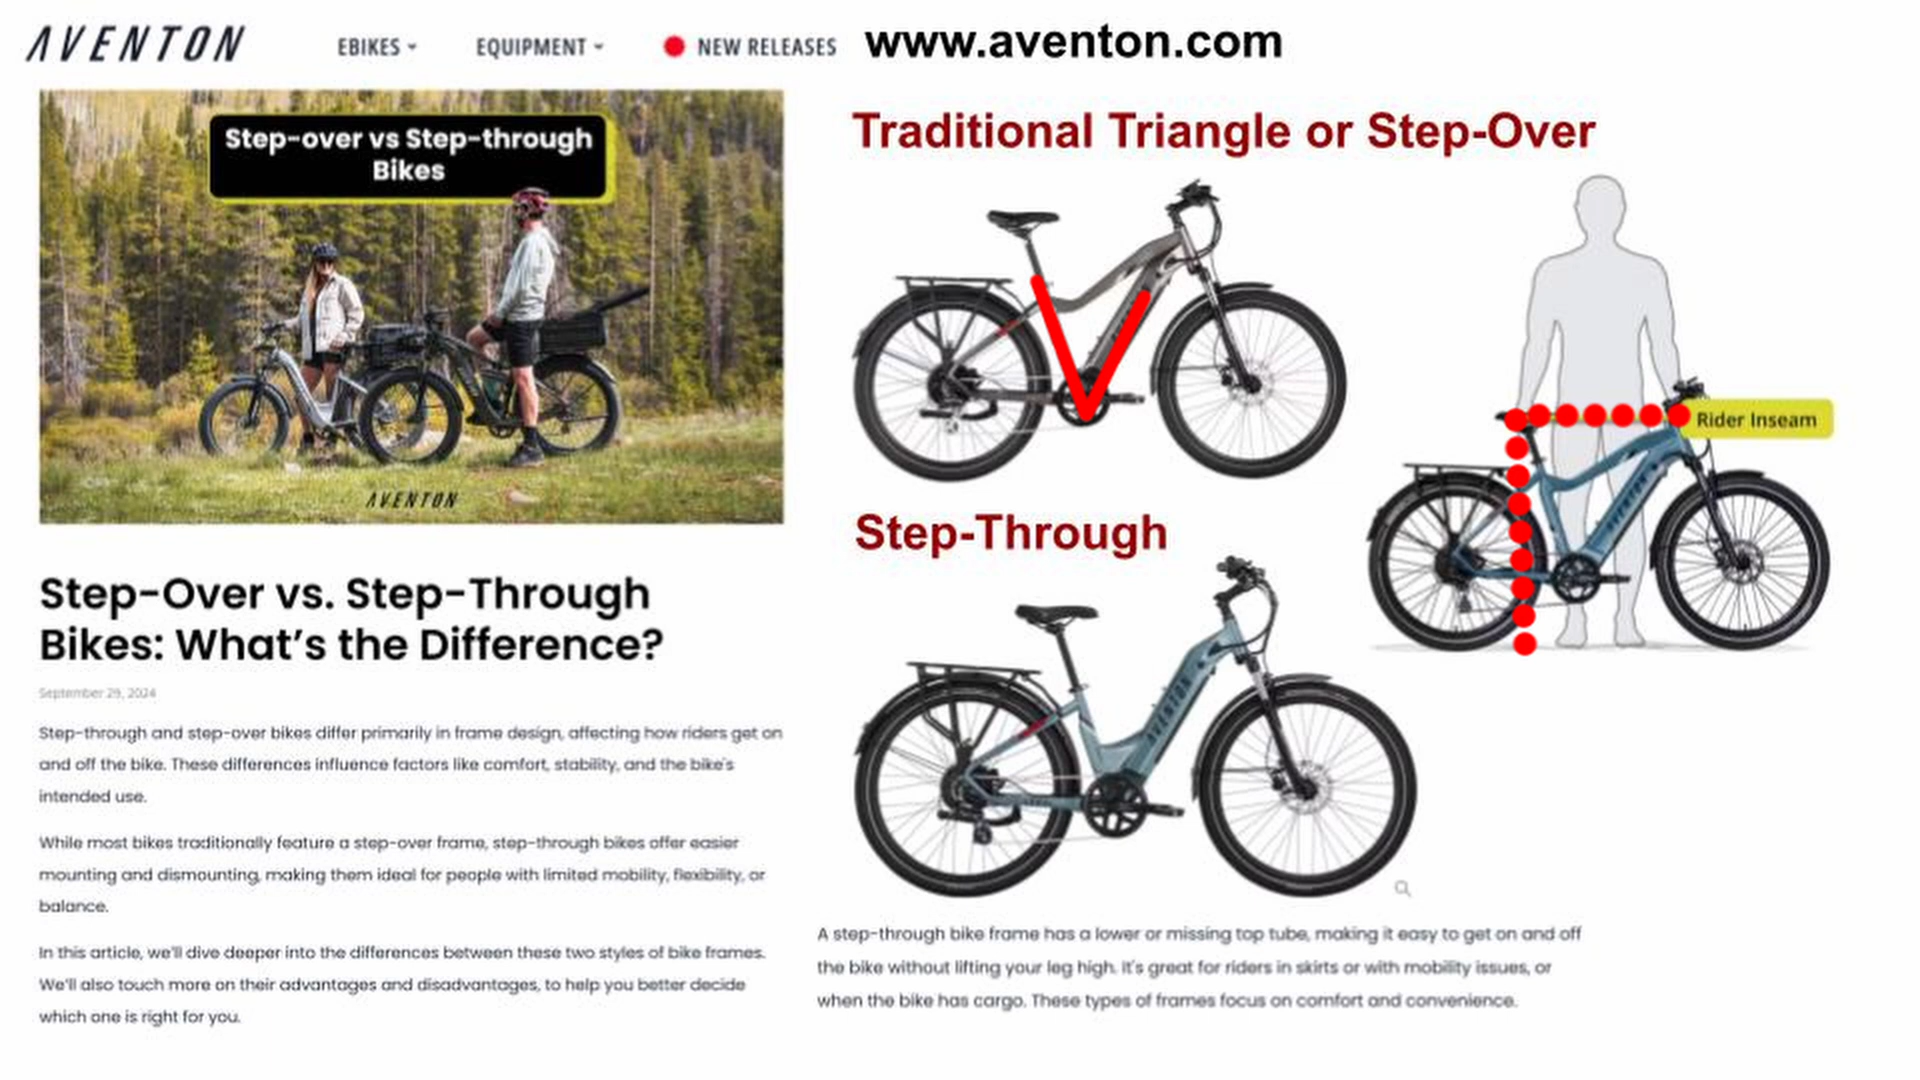 AVENTON
EBIKES
EQUIPMENT
NEW RELEASES
www.aventon.com
Step-over vs Step-through
Bikes
AVENTON
Step-Over vs. Step-Through
Bikes: What's the Difference?
September 29, 2024
Step-through and step-over bikes differ primarily in frame design, affecting how riders get on
and off the bike. These differences influence factors like comfort, stability, and the bike's
intended use.
While most bikes traditionally feature a step-over frame, step-through bikes offer easier
mounting and dismounting, making them ideal for people with limited mobility, flexibility, or
balance.
In this article, we'll dive deeper into the differences between these two styles of bike frames.
We'll also touch more on their advantages and disadvantages, to help you better decide
which one is right for you.
Traditional Triangle or Step-Over
Rider Inseam
AVENTON
Step-Through
AVENTON
A step-through bike frame has a lower or missing top tube, making it easy to get on and off
the bike without lifting your leg high. It's great for riders in skirts or with mobility issues, or
when the bike has cargo. These types of frames focus on comfort and convenience.